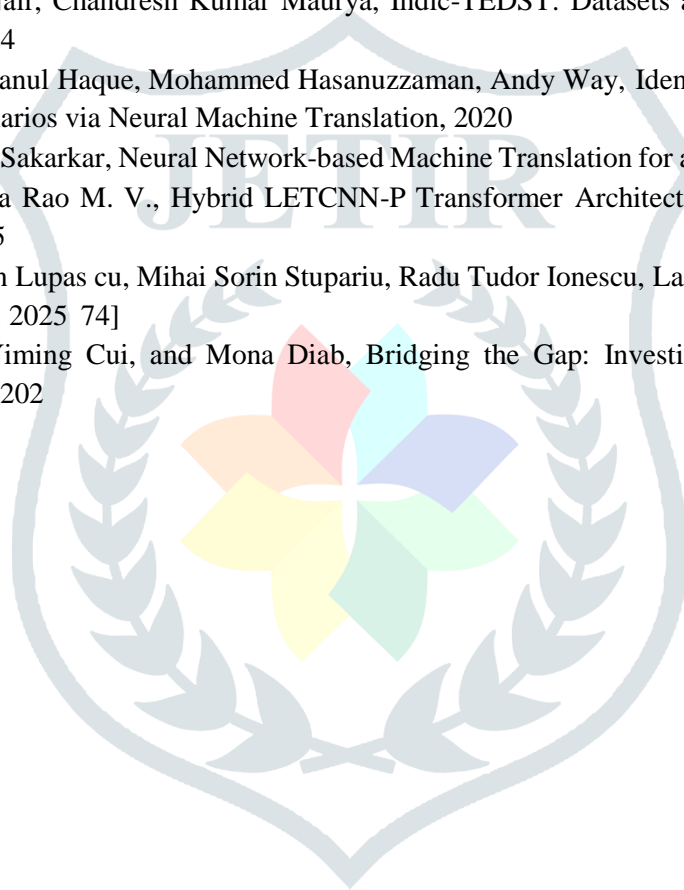 Chandresh Kumar Maurya, Indic-TEDST: Datasets
4
anul Haque, Mohammed Hasanuzzaman, Andy Way, Iden
arios via Neural Machine Translation, 2020
Sakarkar, Neural Network-based Machine Translation for a
a Rao M. V., Hybrid LETCNN-P Transformer Architect
5
n Lupas cu, Mihai Sorin Stupariu, Radu Tudor Ionescu, La
2025 74]
Yiming Cui, and Mona Diab, Bridging the Gap: Investi
202
JETIR